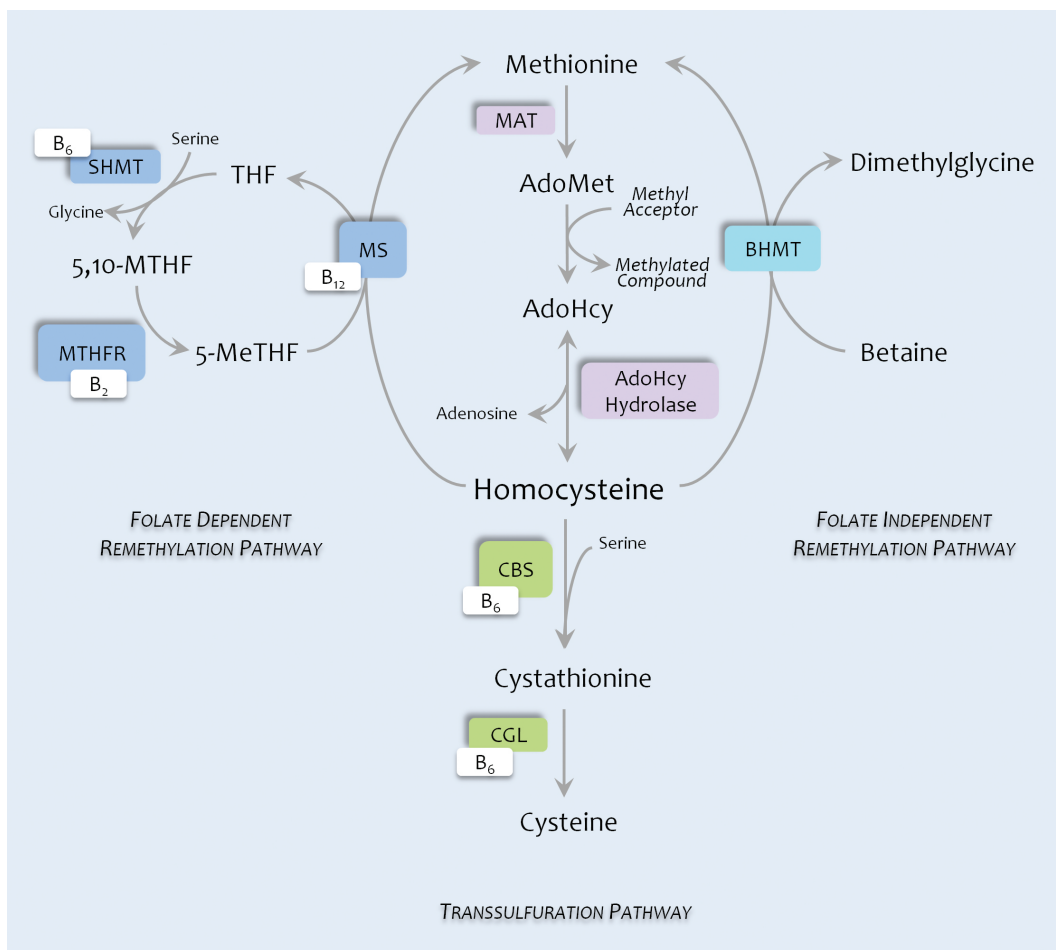 Methionine
MAT
B6
SHMT
Serine
THF
Glycine
5,10-MTHF
MTHFR
B2
5-MeTHF
MS
B12
AdoMet
Methyl
Acceptor
Methylated
Compound
AdoHcy
Dimethylglycine
BHMT
Betaine
AdoHcy
Hydrolase
Adenosine
Homocysteine
FOLATE DEPENDENT
REMETHYLATION PATHWAY
FOLATE INDEPENDENT
REMETHYLATION PATHWAY
CBS
B6
Serine
Cystathionine
CGL
B6
Cysteine
TRANSSULFURATION PATHWAY